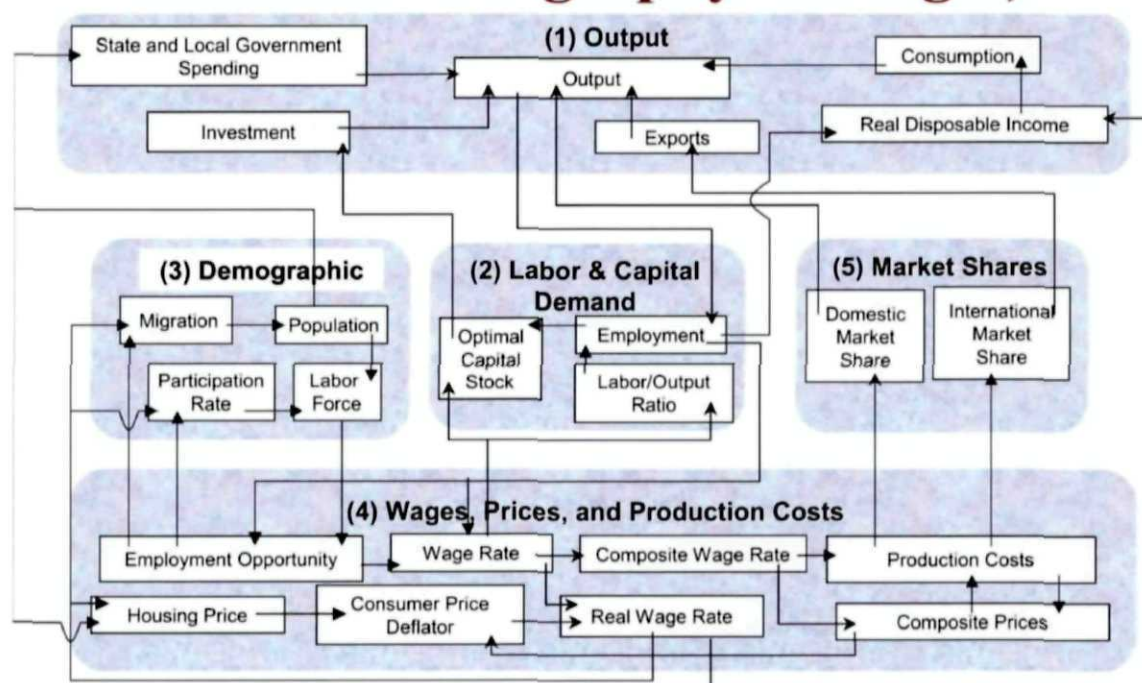 (1) Output
State and Local Government
Spending
Output
Consumption
Investment
Exports
Real Disposable Income
(3) Demographic
(2) Labor & Capital
Demand
(5) Market Shares
Migration
Population
Optimal
Capital
Stock
Employment
Domestic
Market
Share
International
Market
Share
Participation
Rate
Labor
Force
Labor/Output
Ratio
(4) Wages, Prices, and Production Costs
Employment Opportunity
Wage Rate
Composite Wage Rate
Production Costs
Housing Price
Consumer Price
Deflator
Real Wage Rate
Composite Prices